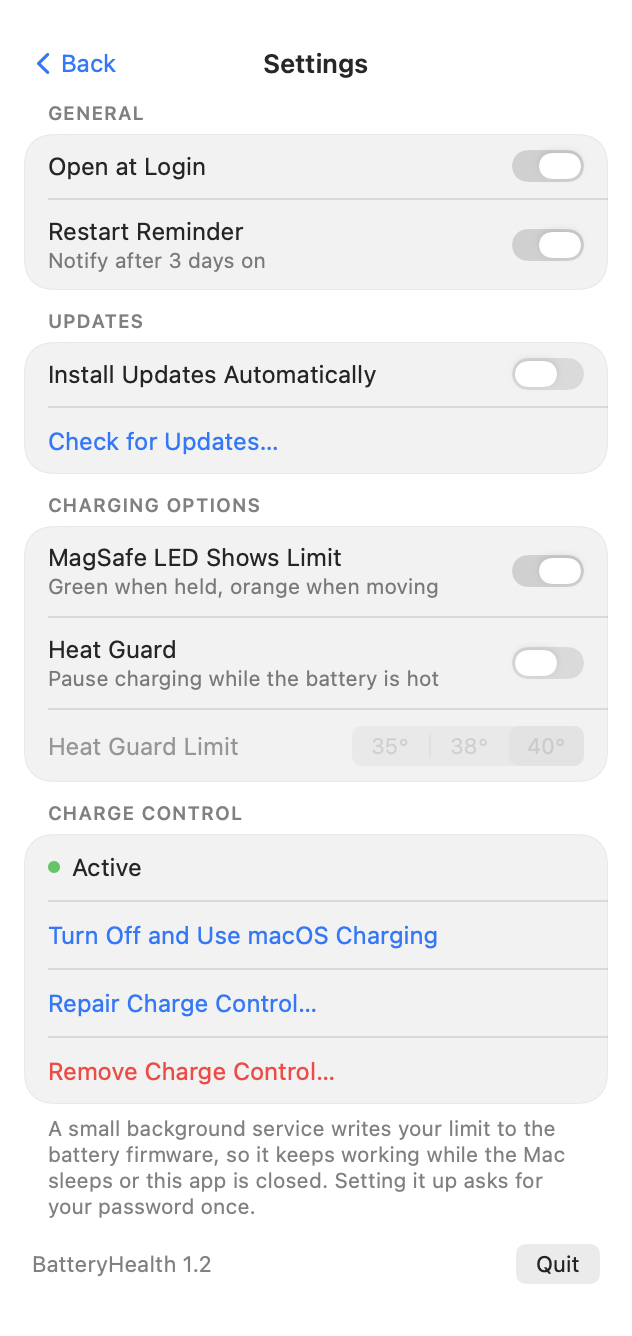 Back
Settings
GENERAL
Open at Login
Restart Reminder
Notify after 3 days on
UPDATES
Install Updates Automatically
Check for Updates...
CHARGING OPTIONS
MagSafe LED Shows Limit
Green when held, orange when moving
Heat Guard
Pause charging while the battery is hot
Heat Guard Limit 35° 38° 40°
CHARGE CONTROL
Active
Turn Off and Use macOS Charging
Repair Charge Control...
Remove Charge Control...
A small background service writes your limit to the
battery firmware, so it keeps working while the Mac
sleeps or this app is closed. Setting it up asks for
your password once.
BatteryHealth 1.2
Quit